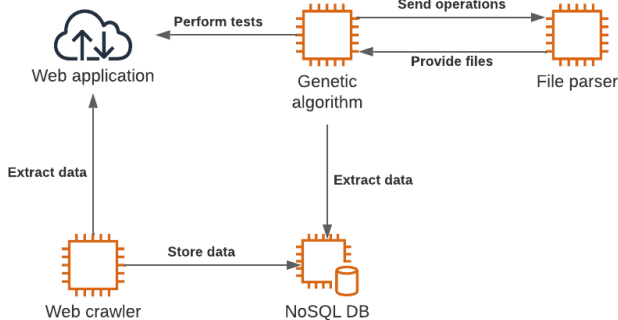 Send operations
Perform tests
Provide files
Web application
Genetic
algorithm
File parser
Extract data
Extract data
Store data
Web crawler
NoSQL DB